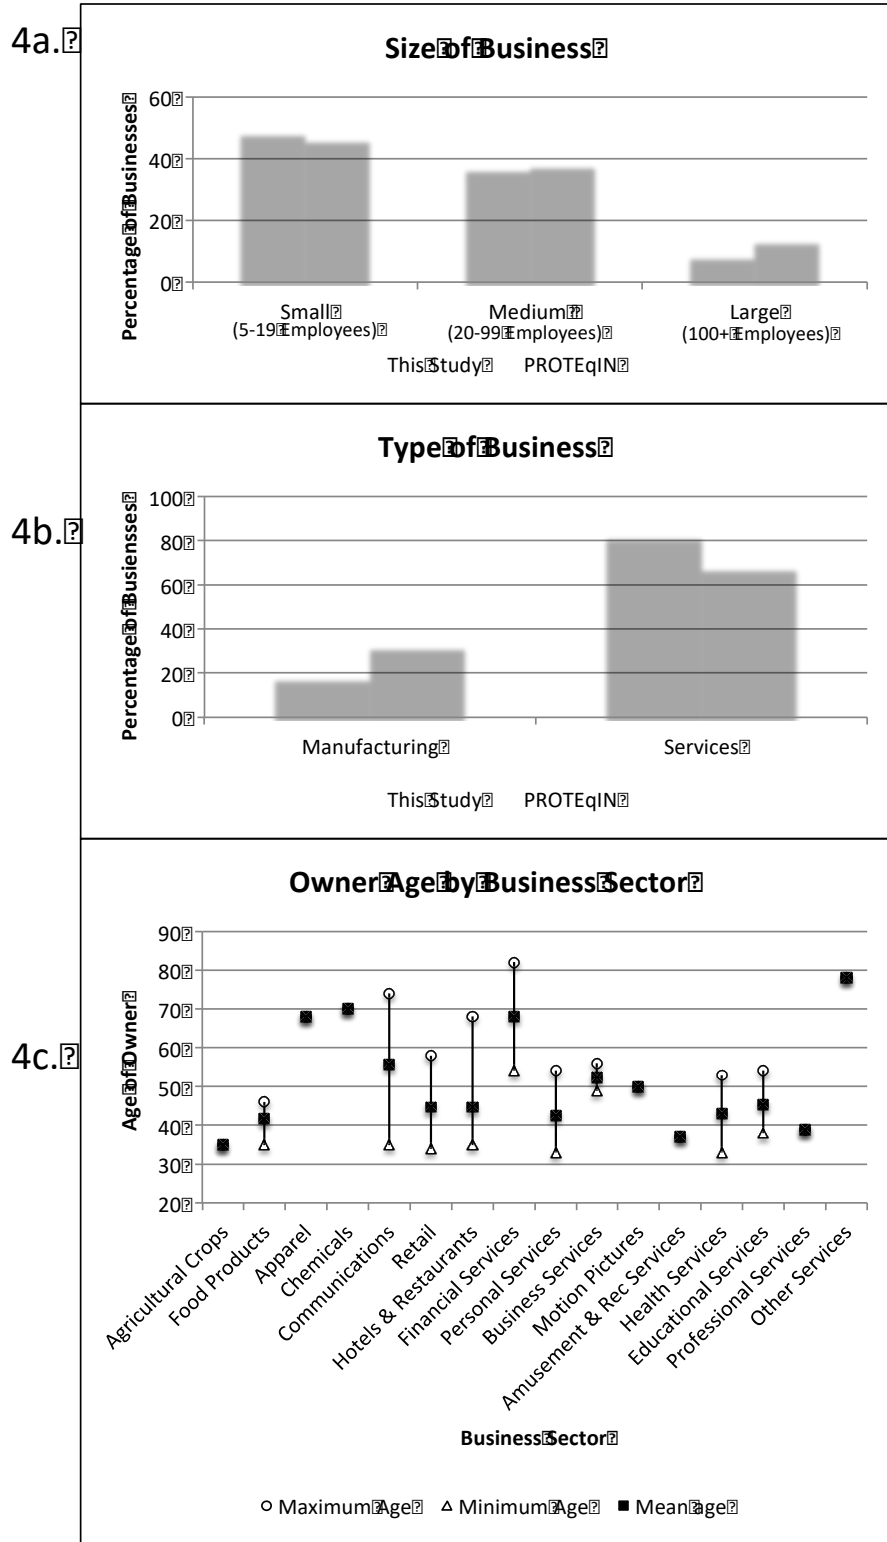 4a.
Size of Business
Percentage of Businesses
60
40
20
0
Small
(5-19 Employees)
Medium
(20-99 Employees)
Large
(100+ Employees)
This Study PROTEqIN
4b.
Type of Business
Percentage of Busiensses
100
80
60
40
20
0
Manufacturing
Services
This Study PROTEqIN
4c.
Owner Age by Business Sector
Age of Owner
90
80
70
60
50
40
30
20
Agricultural Crops
Food Products
Apparel
Chemicals
Communications
Retail
Hotels & Restaurants
Financial Services
Personal Services
Business Services
Motion Pictures
Amusement & Rec Services
Health Services
Educational Services
Professional Services
Other Services
Business Sector
Maximum Age Minimum Age Mean age